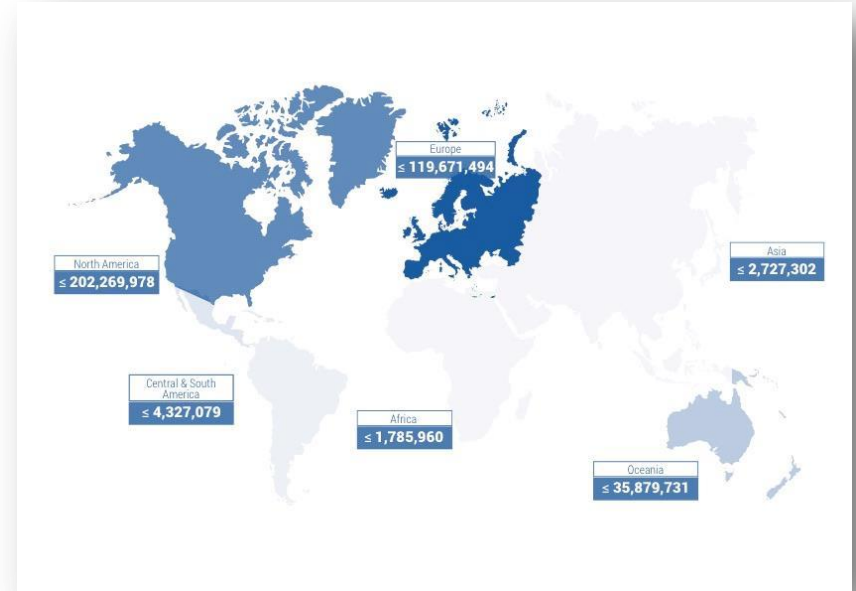 Europe
≤ 119,671,494
North America
≤ 202,269,978
Asia
≤ 2,727,302
Central & South
America
≤ 4,327,079
Africa
≤ 1,785,960
Oceania
≤ 35,879,731